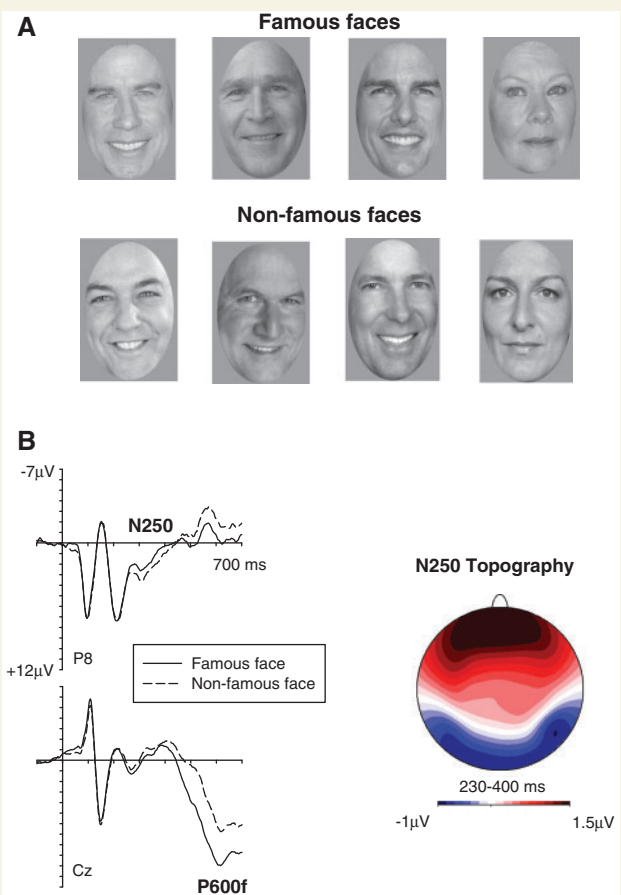 A
Famous faces
Non-famous faces
B
-7µV
N250
700 ms
P8
+12µV
Famous face
Non-famous face
Cz
P600f
N250 Topography
230-400 ms
-1µV 1.5µV